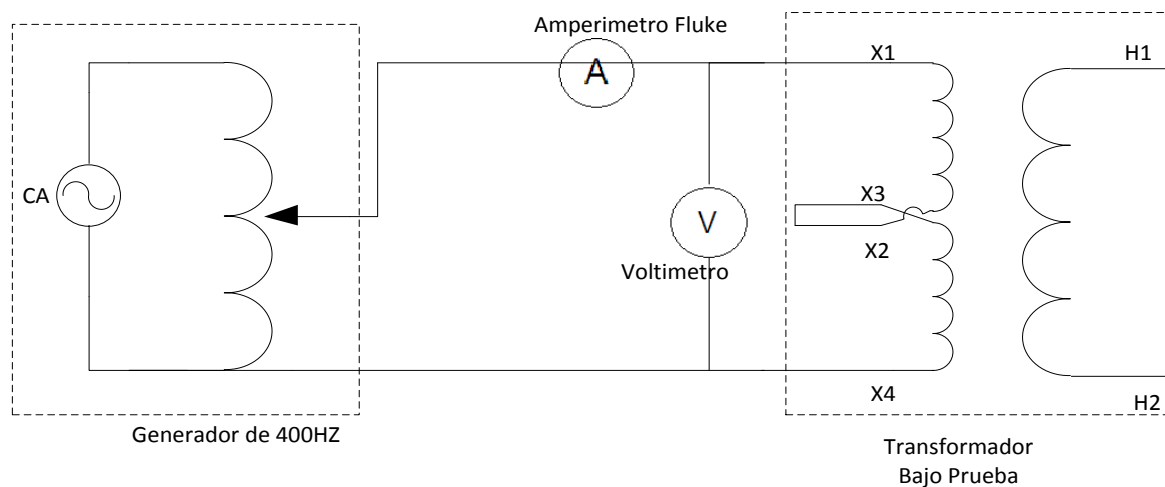 Amperimetro Fluke
A
X1
H1
CA
X3
V
X2
Voltimetro
X4
H2
Generador de 400HZ
Transformador
Bajo Prueba